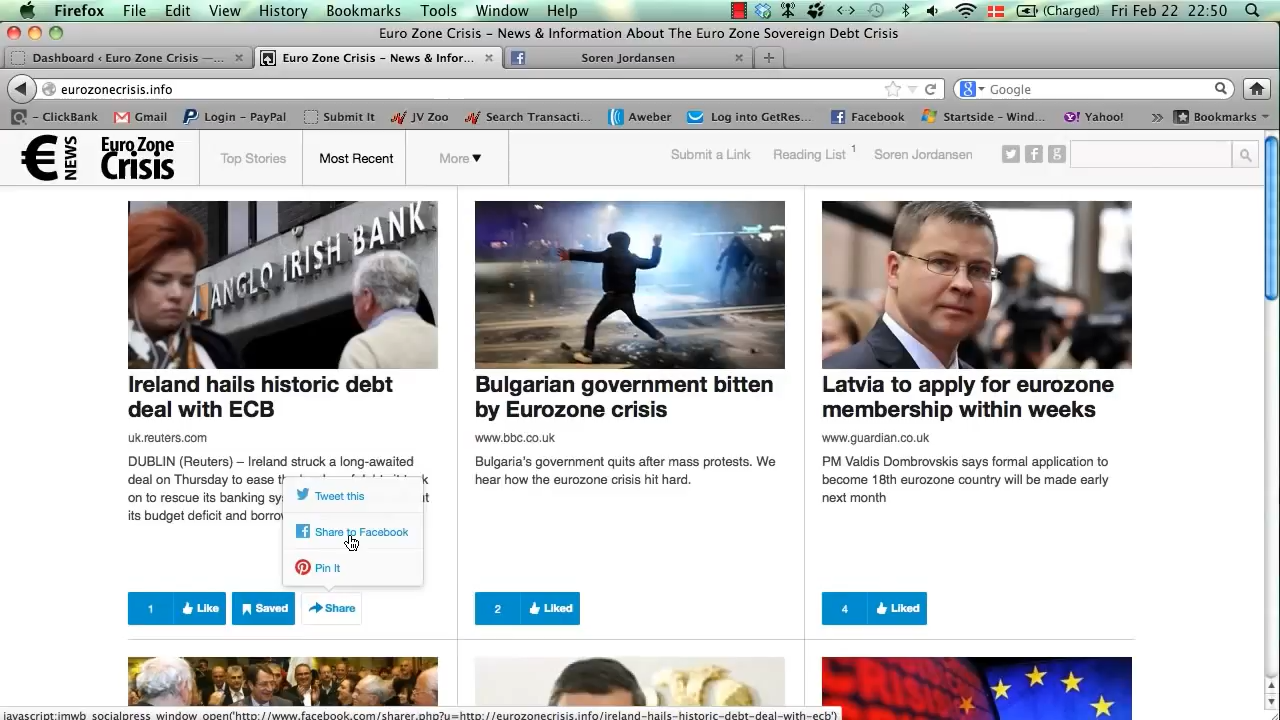 Firefox File Edit View History Bookmarks Tools Window Help (Charged) Fri Feb 22 22:50
Euro Zone Crisis – News & Information About The Euro Zone Sovereign Debt Crisis
Dashboard ‹ Euro Zone Crisis —... Euro Zone Crisis – News & Infor... Soren Jordansen
eurozonecrisis.info Google
- ClickBank Gmail Login – PayPal Submit It JV Zoo Search Transacti... Aweber Log into GetRes... Facebook Startside – Wind... Yahoo! Bookmarks
€ NEWS Euro Zone Crisis
Top Stories Most Recent More Submit a Link Reading List 1 Soren Jordansen
ANGLO IRISH BANK
Ireland hails historic debt
deal with ECB
uk.reuters.com
DUBLIN (Reuters) – Ireland struck a long-awaited
deal on Thursday to ease
on to rescue its banking
its budget deficit and
Tweet this
Share to Facebook
Pin It
1 Like Saved Share
Bulgarian government bitten
by Eurozone crisis
www.bbc.co.uk
Bulgaria's government quits after mass protests. We
hear how the eurozone crisis hit hard.
2 Liked
Latvia to apply for eurozone
membership within weeks
www.guardian.co.uk
PM Valdis Dombrovskis says formal application to
become 18th eurozone country will be made early
next month
4 Liked
javascript:imwb_socialpress_window_open('http://www.facebook.com/sharer.php?u=http://eurozonecrisis.info/ireland-hails-historic-debt-deal-with-ecb')